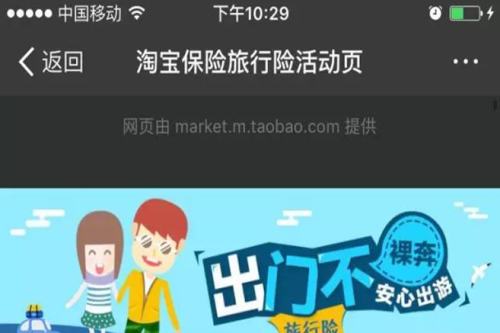 中国移动 下午10:29
返回 淘宝保险旅行险活动页
网页由 market.m.taobao.com 提供
出门不裸奔
安心出游
旅行险